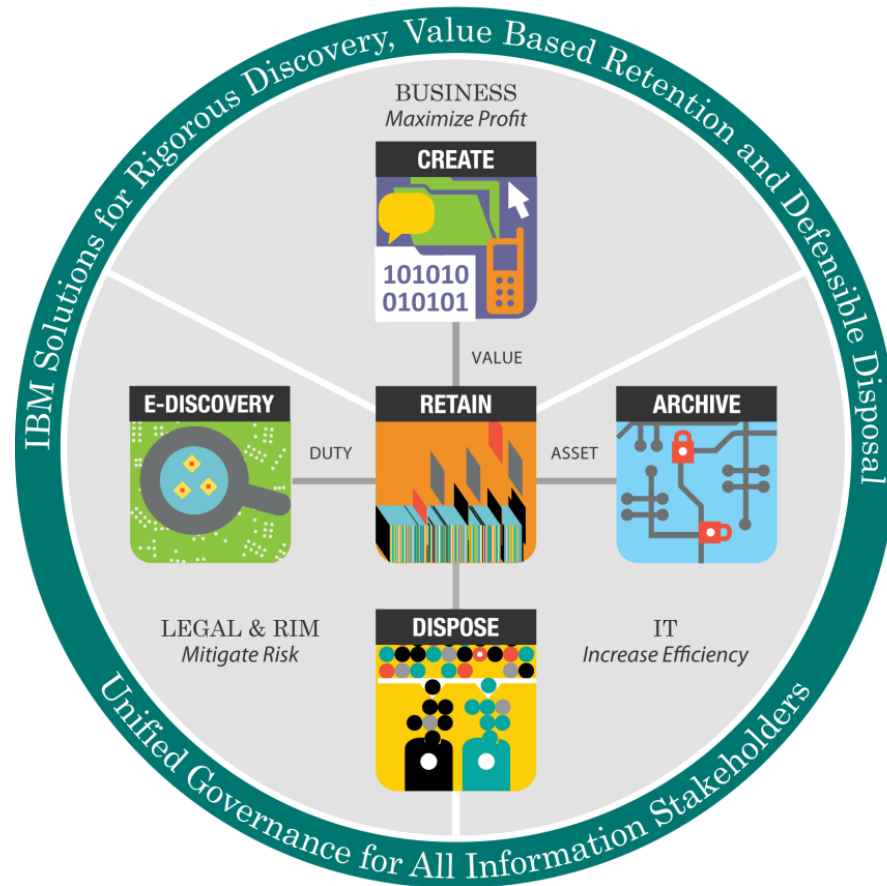 IBM Solutions for Rigorous Discovery, Value Based Retention and Defensible Disposal
BUSINESS
Maximize Profit
CREATE
101010
010101
VALUE
E-DISCOVERY
DUTY
RETAIN
ASSET
ARCHIVE
LEGAL & RIM
Mitigate Risk
DISPOSE
IT
Increase Efficiency
Unified Governance for All Information Stakeholders